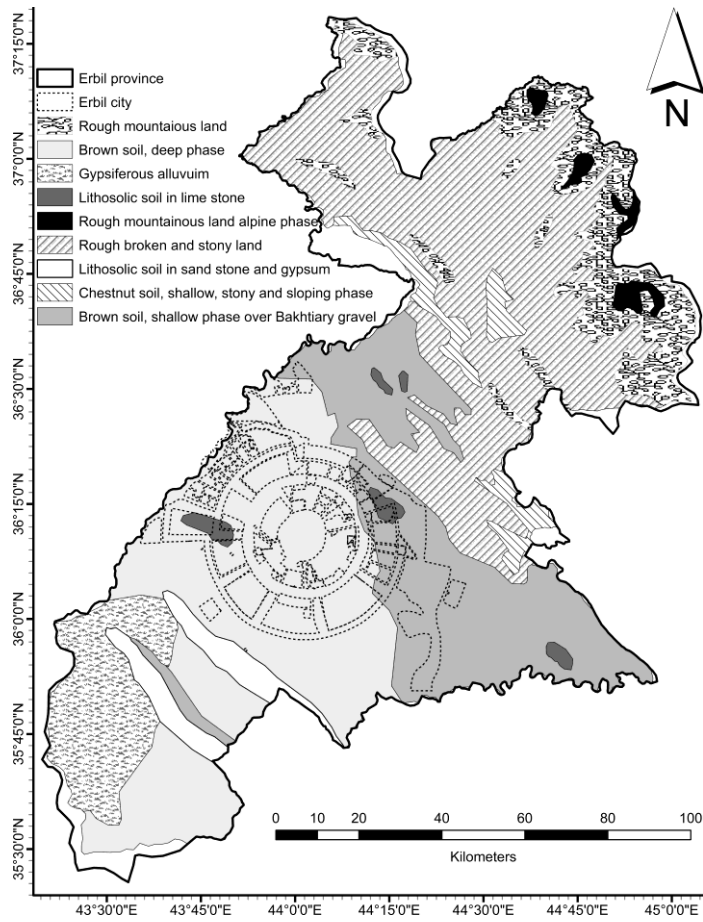 37°15'0"N
37°0'0"N
36°45'0"N
36°30'0"N
36°15'0"N
36°0'0"N
35°45'0"N
35°30'0"N
Erbil province
Erbil city
Rough mountaious land
Brown soil, deep phase
Gypsiferous alluvuim
Lithosolic soil in lime stone
Rough mountainous land alpine phase
Rough broken and stony land
Lithosolic soil in sand stone and gypsum
Chestnut soil, shallow, stony and sloping phase
Brown soil, shallow phase over Bakhtiary gravel
N
0 10 20 40 60 80 100
Kilometers
43°30'0"E 43°45'0"E 44°0'0"E 44°15'0"E 44°30'0"E 44°45'0"E 45°0'0"E